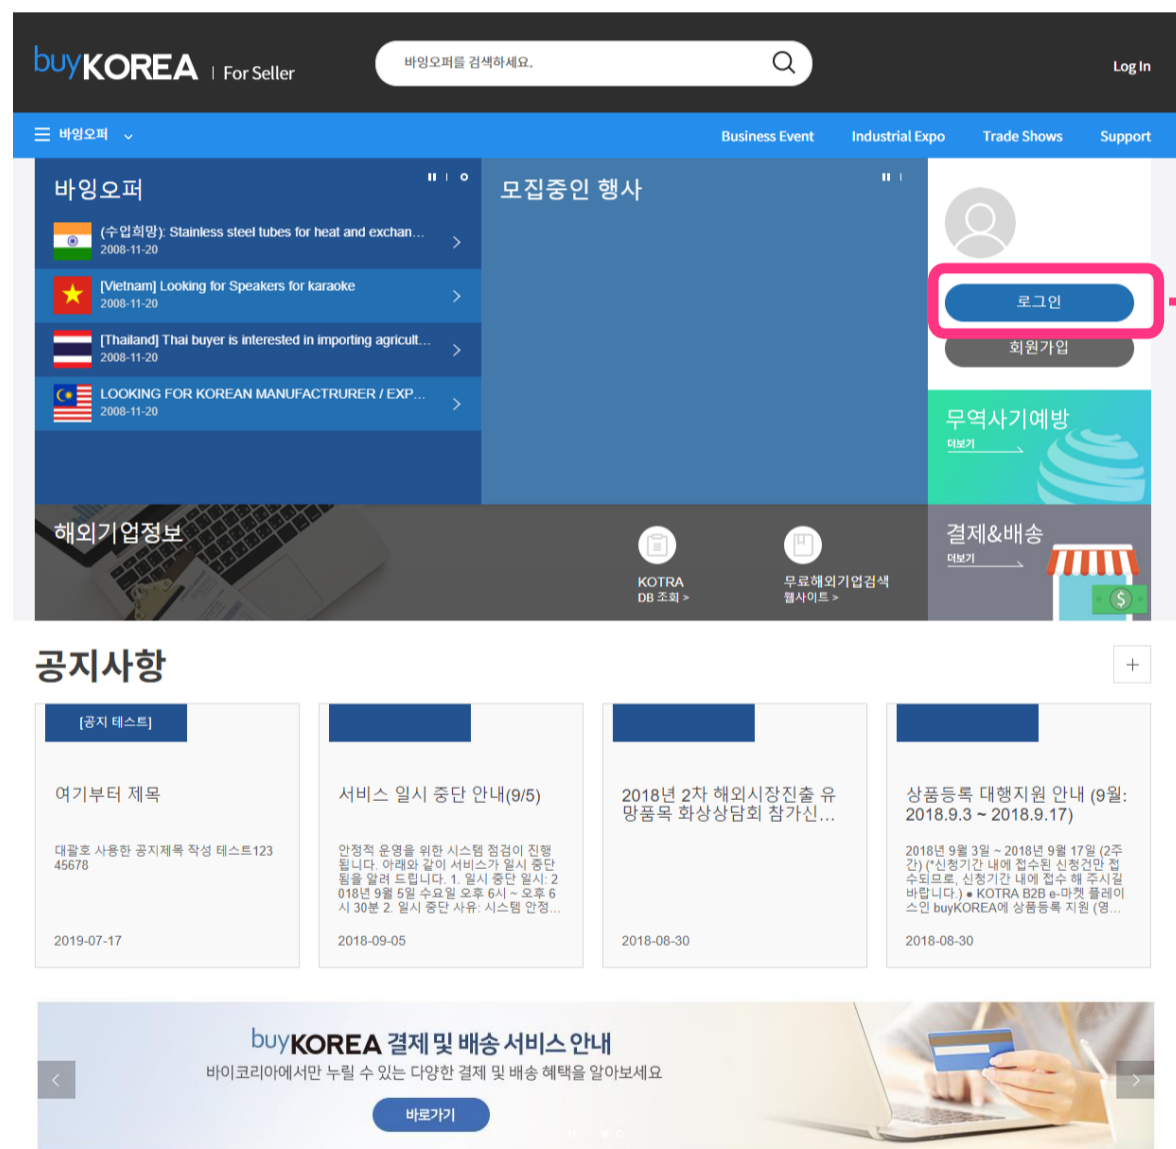 buyKOREA | For Seller
바잉오퍼를 검색하세요.
Log In
바잉오퍼
Business Event
Industrial Expo
Trade Shows
Support
바잉오퍼
(수입희망): Stainless steel tubes for heat and exchan...
2008-11-20
[Vietnam] Looking for Speakers for karaoke
2008-11-20
[Thailand] Thai buyer is interested in importing agricult...
2008-11-20
LOOKING FOR KOREAN MANUFACTRURER / EXP...
2008-11-20
모집중인 행사
로그인
회원가입
무역사기예방
더보기
해외기업정보
KOTRA
DB 조회 >
무료해외기업검색
웹사이트 >
결제&배송
더보기
공지사항
[공지 테스트]
여기부터 제목
대괄호 사용한 공지제목 작성 테스트123
45678
2019-07-17
서비스 일시 중단 안내(9/5)
안정적 운영을 위한 시스템 점검이 진행
됩니다. 아래와 같이 서비스가 일시 중단
됨을 알려 드립니다. 1. 일시 중단 일시: 2
018년 9월 5일 수요일 오후 6시 ~ 오후 6
시 30분 2. 일시 중단 사유: 시스템 안정...
2018-09-05
2018년 2차 해외시장진출 유
망품목 화상상담회 참가신...
2018-08-30
상품등록 대행지원 안내 (9월:
2018.9.3 ~ 2018.9.17)
2018년 9월 3일 ~ 2018년 9월 17일 (2주
간) (*신청기간 내에 접수된 신청건만 접
수되므로, 신청기간 내에 접수 해 주시길
바랍니다.) ● KOTRA B2B e-마켓 플레이
스인 buyKOREA에 상품등록 지원 (영...
2018-08-30
buyKOREA 결제 및 배송 서비스 안내
바이코리아에서만 누릴 수 있는 다양한 결제 및 배송 혜택을 알아보세요
바로가기